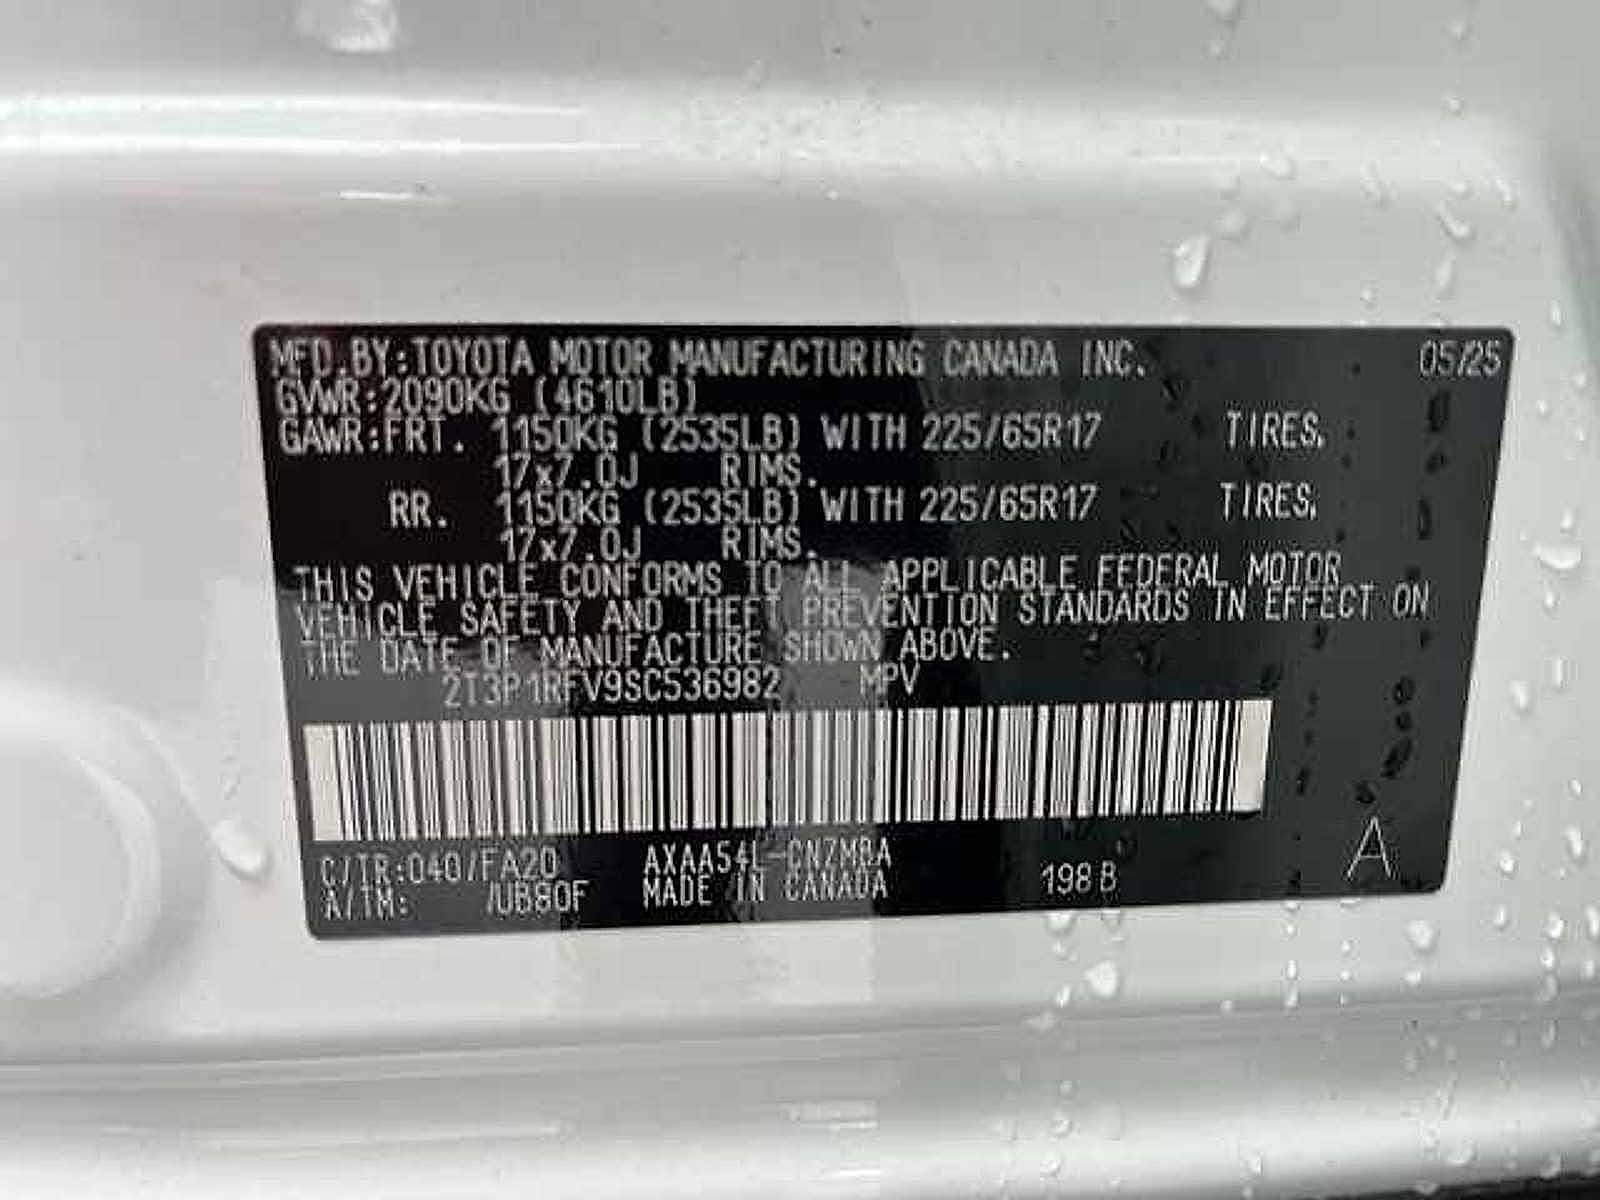 MFD.BY:TOYOTA MOTOR MANUFACTURING CANADA INC. 05/25
GVWR:2090KG (4610LB)
GAWR:FRT. 1150KG (2535LB) WITH 225/65R17 TIRES,
17x7.0J RIMS.
RR. 1150KG (2535LB) WITH 225/65R17 TIRES,
17x7.0J RIMS.
THIS VEHICLE CONFORMS TO ALL APPLICABLE FEDERAL MOTOR
VEHICLE SAFETY AND THEFT PREVENTION STANDARDS IN EFFECT ON
THE DATE OF MANUFACTURE SHOWN ABOVE.
2T3P1RFV9SC536982 MPV
C/TR:040/FA20 AXAA54L-CNZMBA
A/TM: /UB80F MADE IN CANADA 198B A